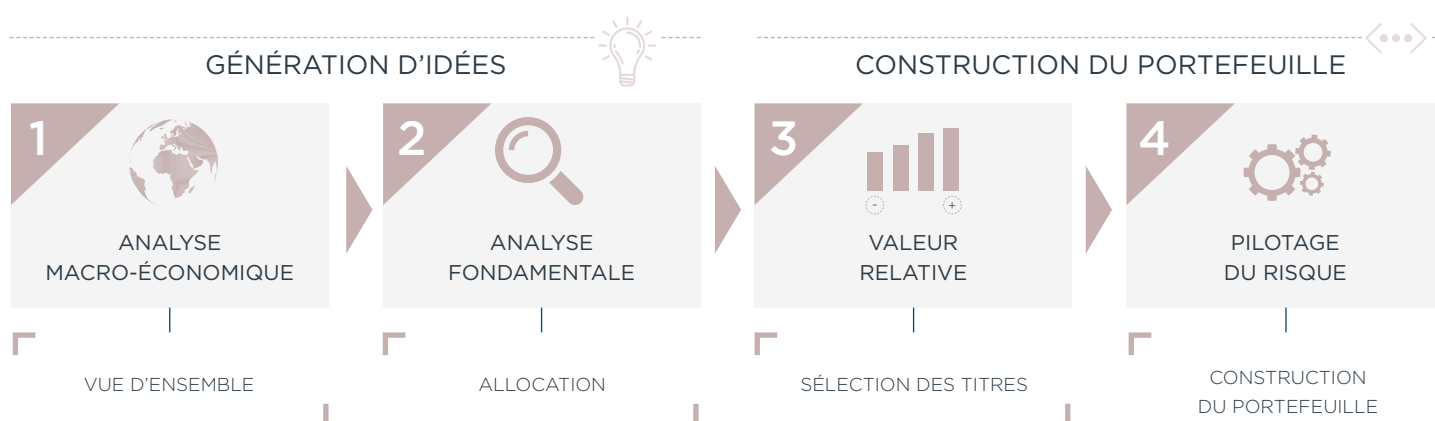 GÉNÉRATION D’IDÉES
CONSTRUCTION DU PORTEFEUILLE
1
ANALYSE
MACRO-ÉCONOMIQUE
VUE D’ENSEMBLE
2
ANALYSE
FONDAMENTALE
ALLOCATION
3
- +
VALEUR
RELATIVE
SÉLECTION DES TITRES
4
PILOTAGE
DU RISQUE
CONSTRUCTION
DU PORTEFEUILLE